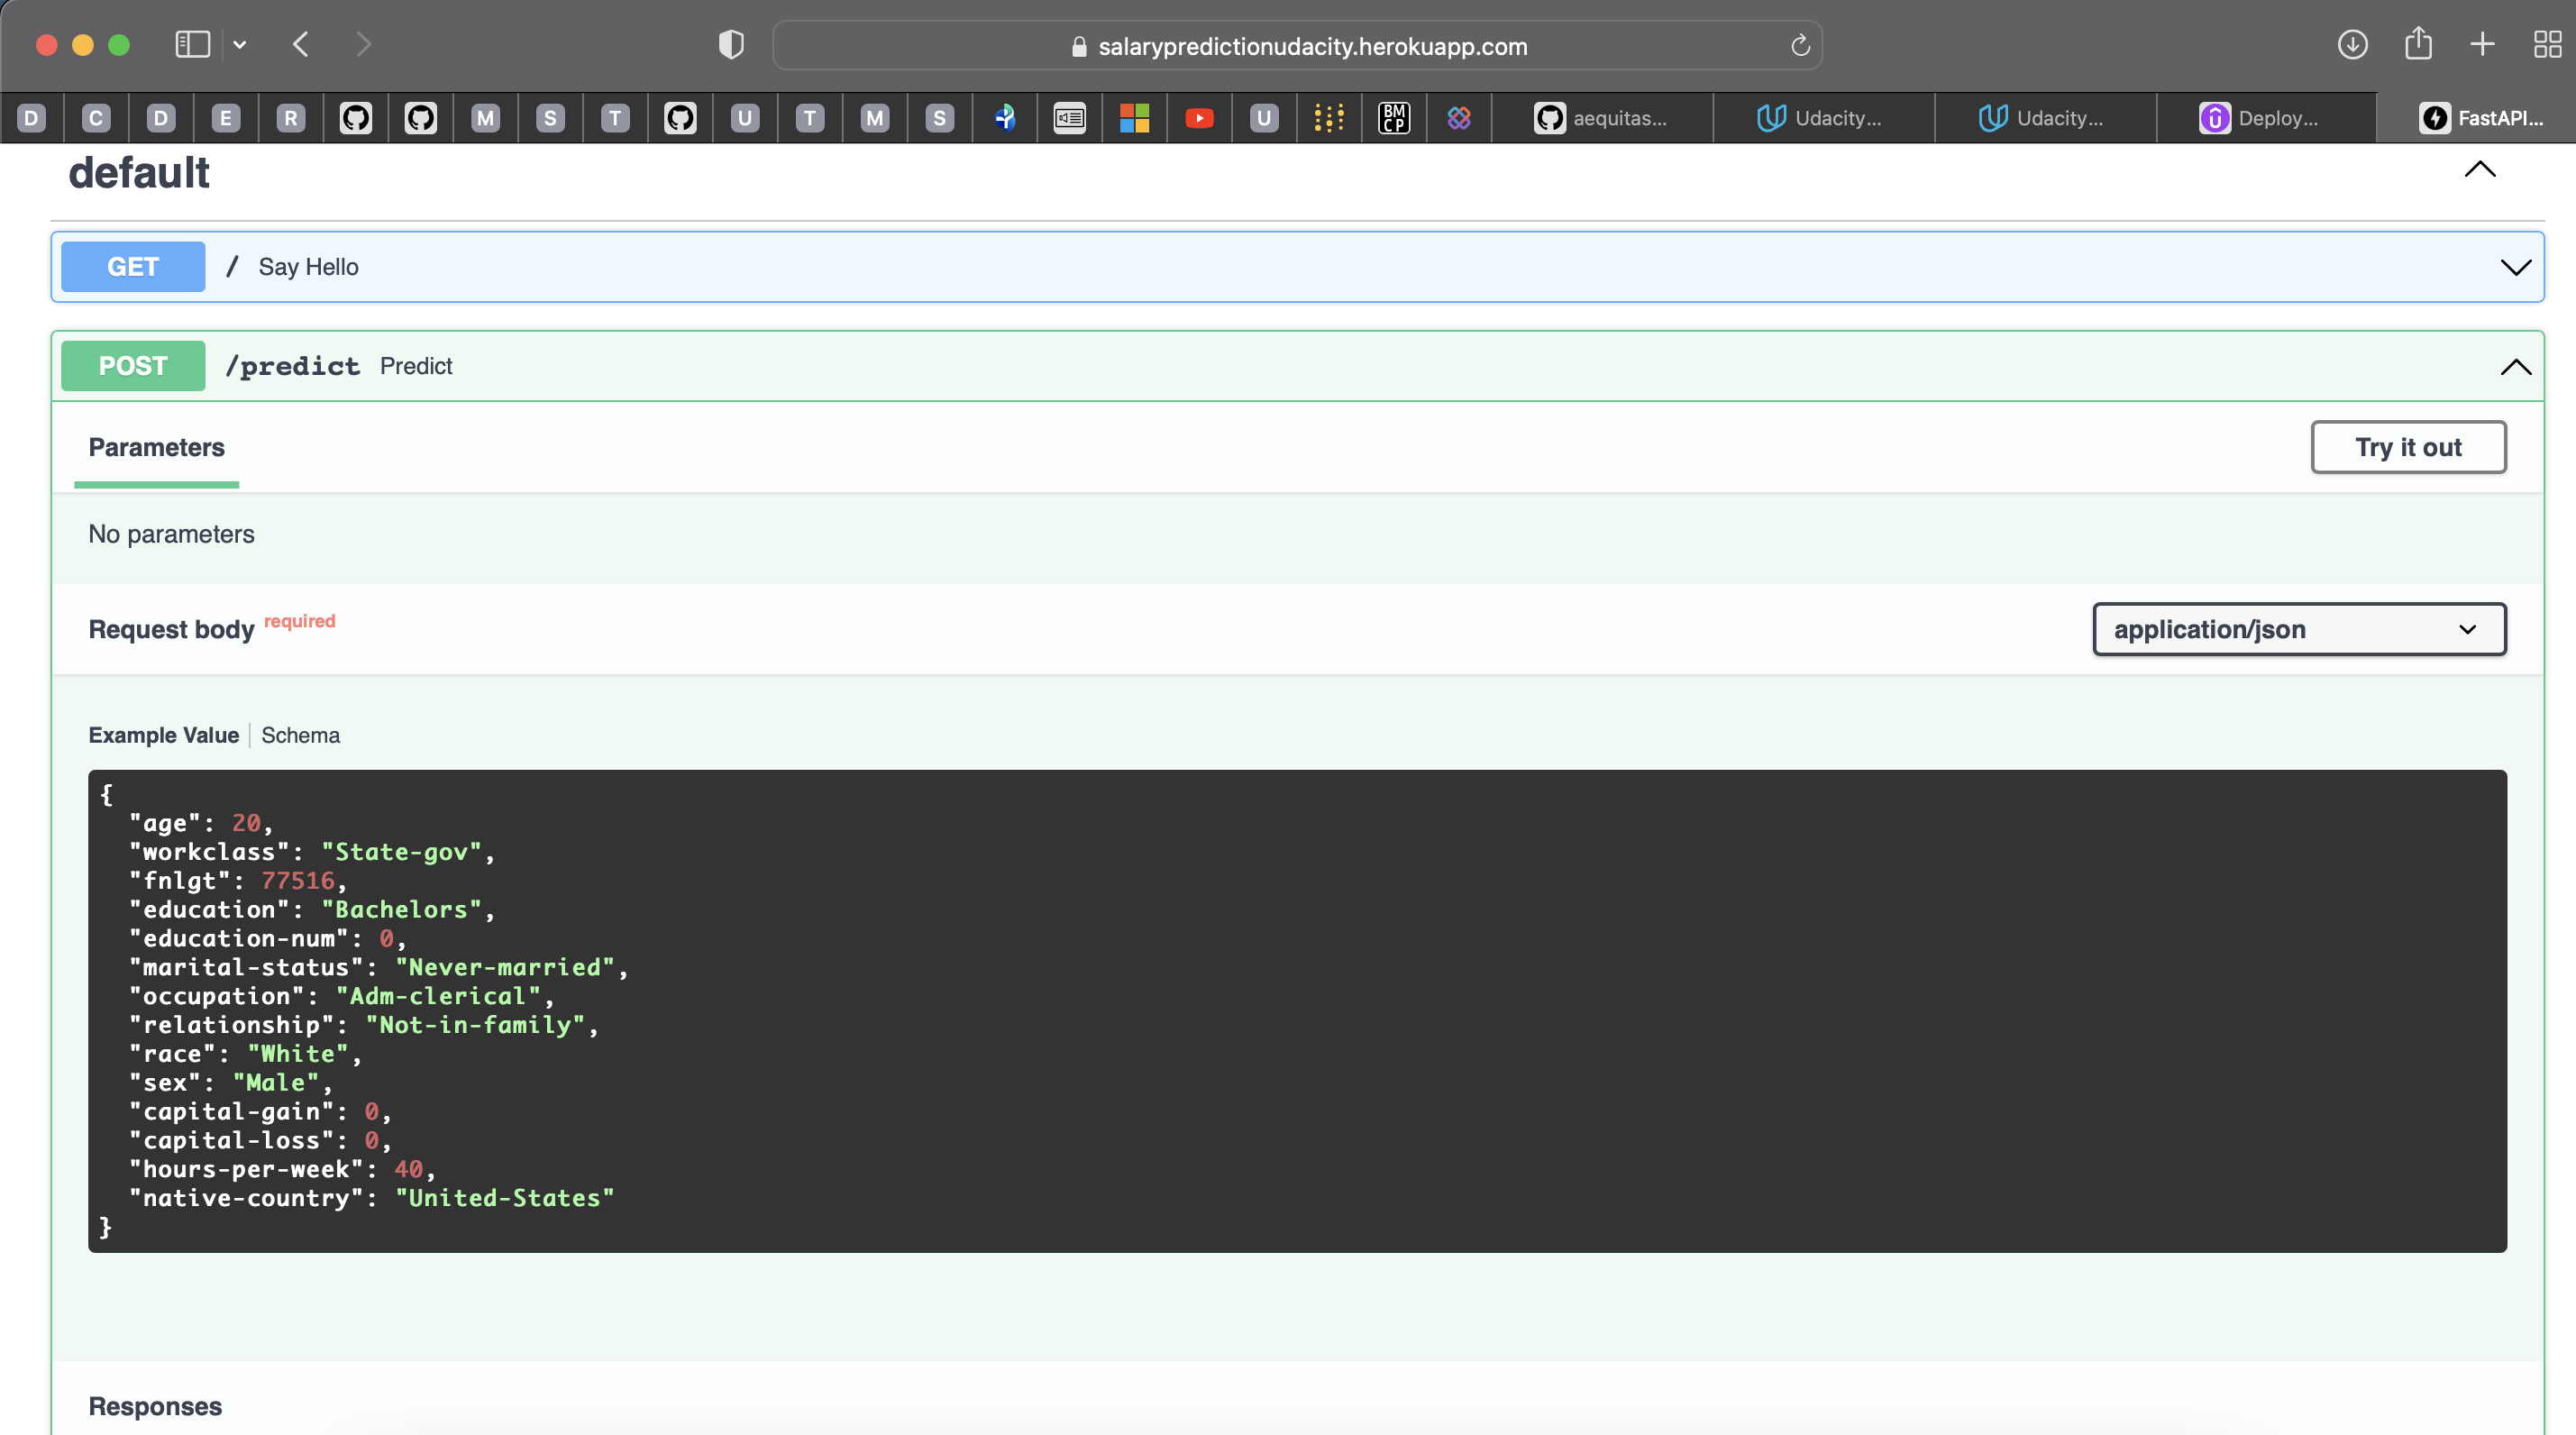 salarypredictionudacity.herokuapp.com
D C D E R M S T U T M S U BM CP aequitas... Udacity... Udacity... Deploy... FastAPI...
default
GET / Say Hello
POST /predict Predict
Parameters Try it out
No parameters
Request body required application/json
Example Value Schema
{
"age": 20,
"workclass": "State-gov",
"fnlgt": 77516,
"education": "Bachelors",
"education-num": 0,
"marital-status": "Never-married",
"occupation": "Adm-clerical",
"relationship": "Not-in-family",
"race": "White",
"sex": "Male",
"capital-gain": 0,
"capital-loss": 0,
"hours-per-week": 40,
"native-country": "United-States"
}
Responses